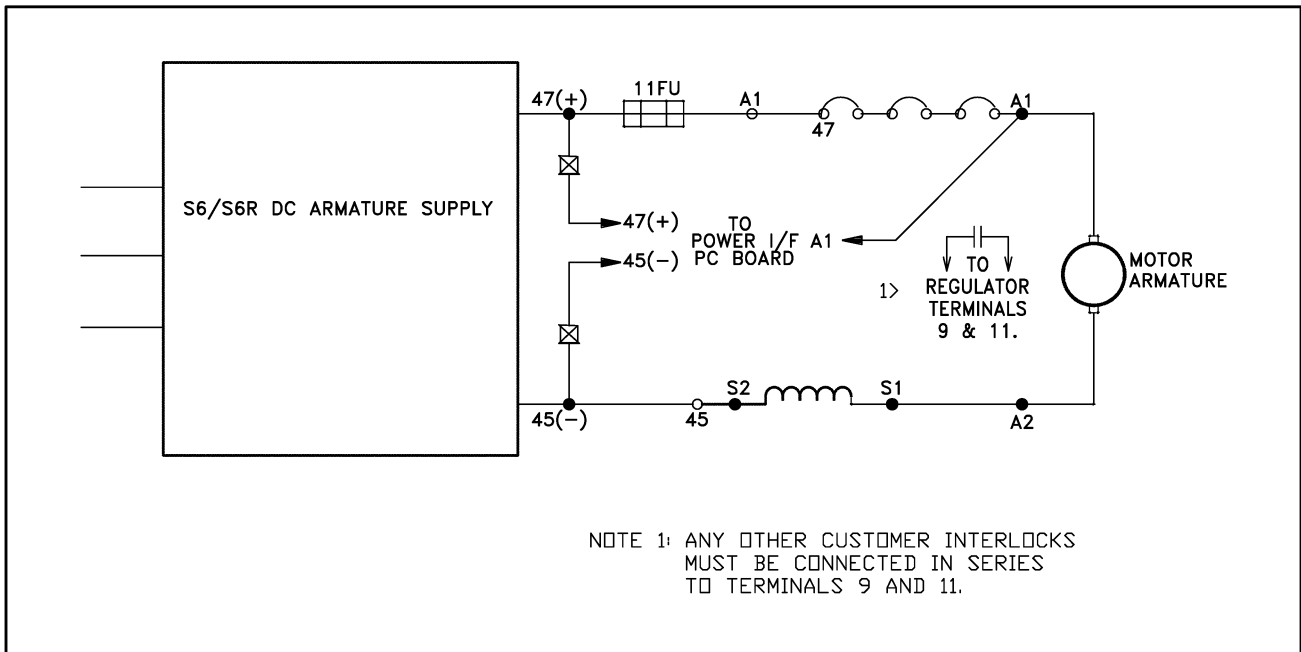 47(+)
11FU
A1
47
A1
S6/S6R DC ARMATURE SUPPLY
47(+)
45(-)
TO
POWER I/F A1
PC BOARD
1>
TO
REGULATOR
TERMINALS
9 & 11.
MOTOR
ARMATURE
45(-)
45
S2
S1
A2
NOTE 1: ANY OTHER CUSTOMER INTERLOCKS
MUST BE CONNECTED IN SERIES
TO TERMINALS 9 AND 11.